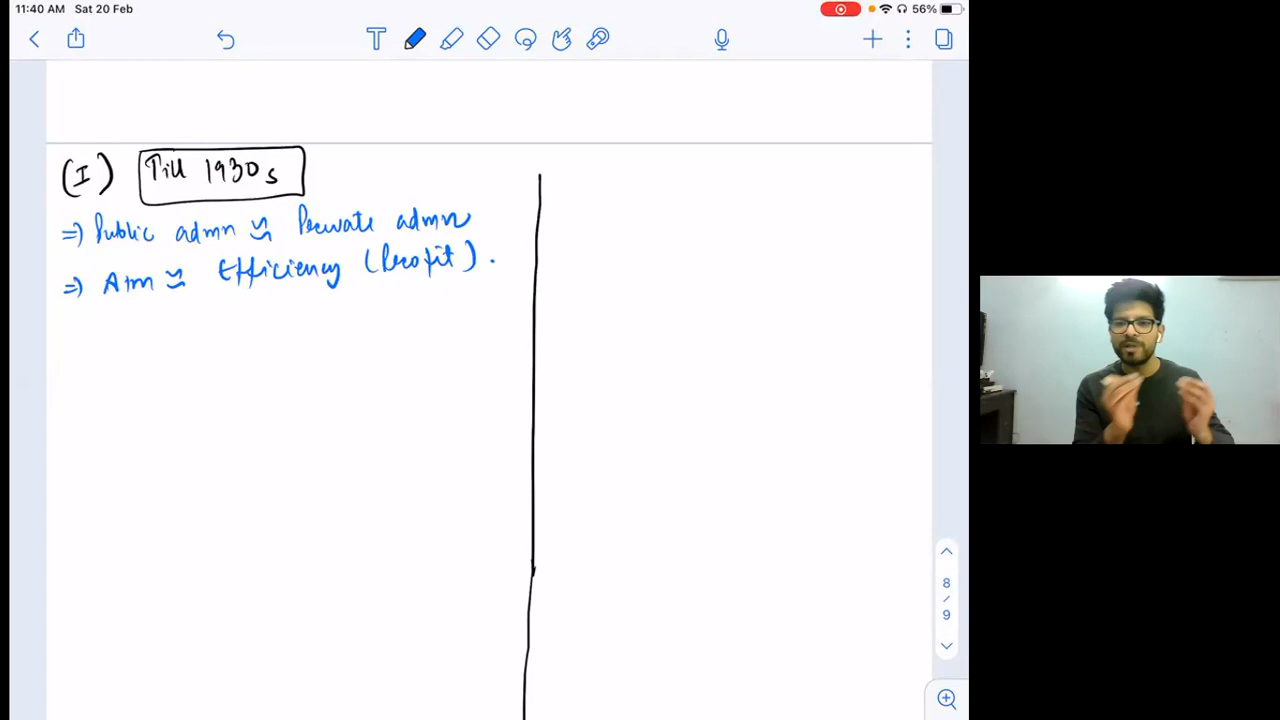 11:40 AM Sat 20 Feb
56%
T
(I) Till 1930s
⇒ Public admn ≈ Private admn
⇒ Aim ≈ Efficiency (Profit).
8
/
9